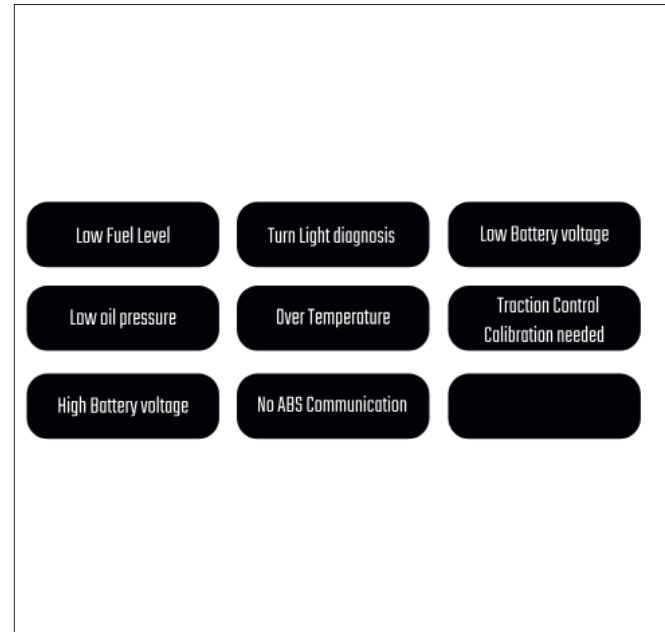 Low Fuel Level
Turn Light diagnosis
Low Battery voltage
Low oil pressure
Over Temperature
Traction Control
Calibration needed
High Battery voltage
No ABS Communication